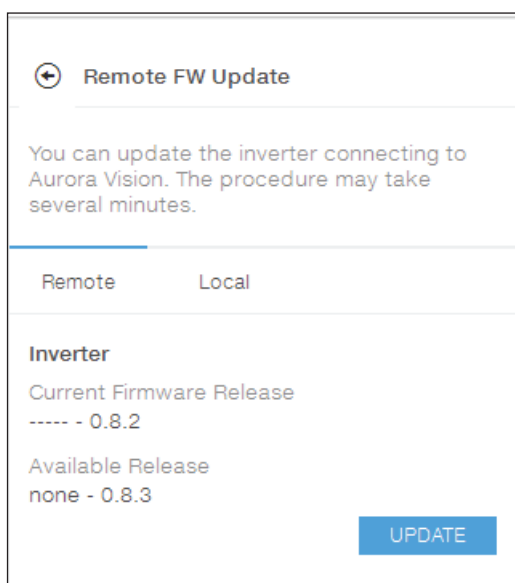 Remote FW Update
You can update the inverter connecting to
Aurora Vision. The procedure may take
several minutes.
Remote Local
Inverter
Current Firmware Release
----- - 0.8.2
Available Release
none - 0.8.3
UPDATE